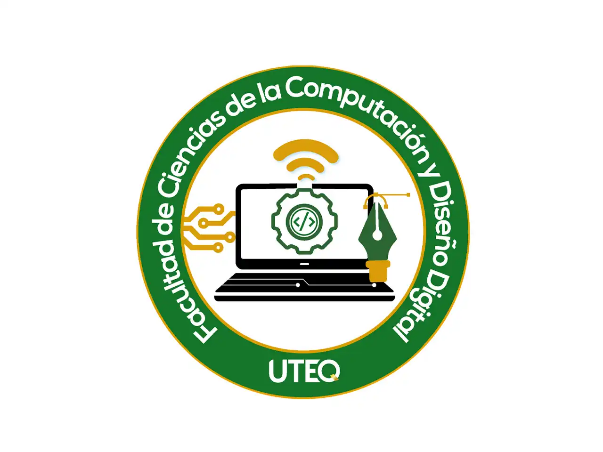 Facultad de Ciencias de la Computación y Diseño Digital
</>
UTEQ